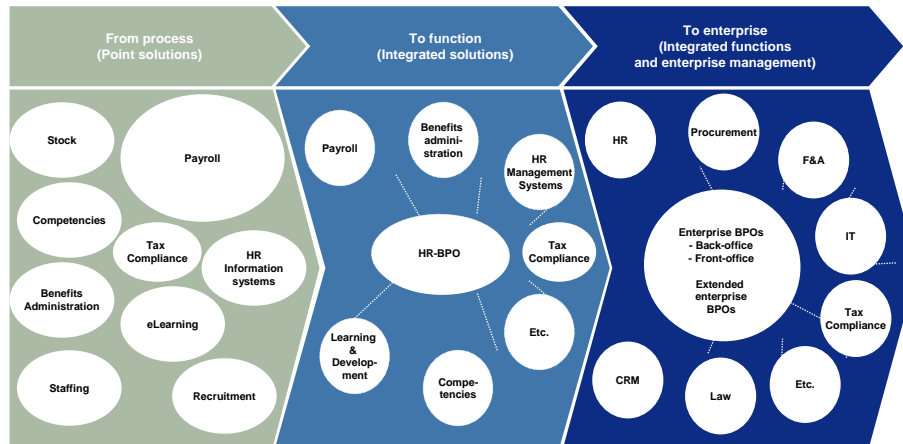 From process
(Point solutions)
To function
(Integrated solutions)
To enterprise
(Integrated functions
and enterprise management)
Stock
Payroll
Competencies
Tax
Compliance
HR
Information
systems
Benefits
Administration
eLearning
Staffing
Recruitment
Payroll
Benefits
admini-
stration
HR
Management
Systems
HR-BPO
Tax
Compliance
Learning
&
Develop-
ment
Etc.
Compe-
tencies
HR
Procurement
F&A
Enterprise BPOs
- Back-office
- Front-office
Extended
enterprise
BPOs
IT
Tax
Compliance
CRM
Law
Etc.